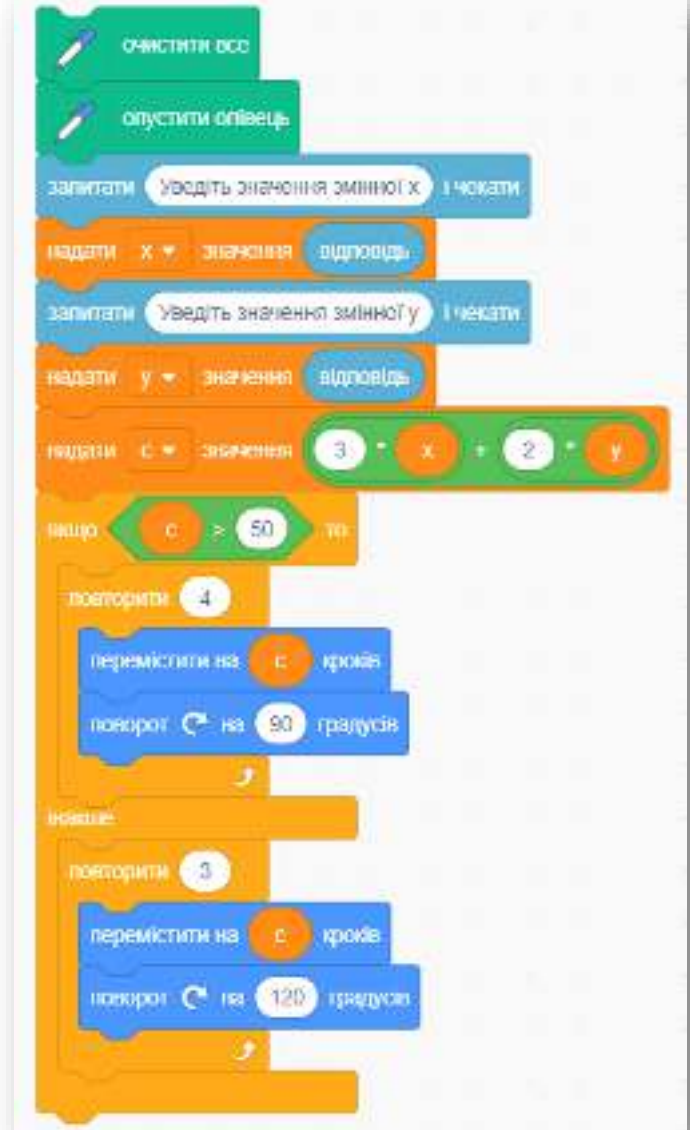 очистити все
опустити олівець
запитати Уведіть значення змінної x і чекати
надати x значення відповідь
запитати Уведіть значення змінної y і чекати
надати y значення відповідь
надати c значення 3 * x + 2 * y
якщо c > 50 то
повторити 4
перемістити на c кроків
поворот на 90 градусів
інакше
повторити 3
перемістити на c кроків
поворот на 120 градусів